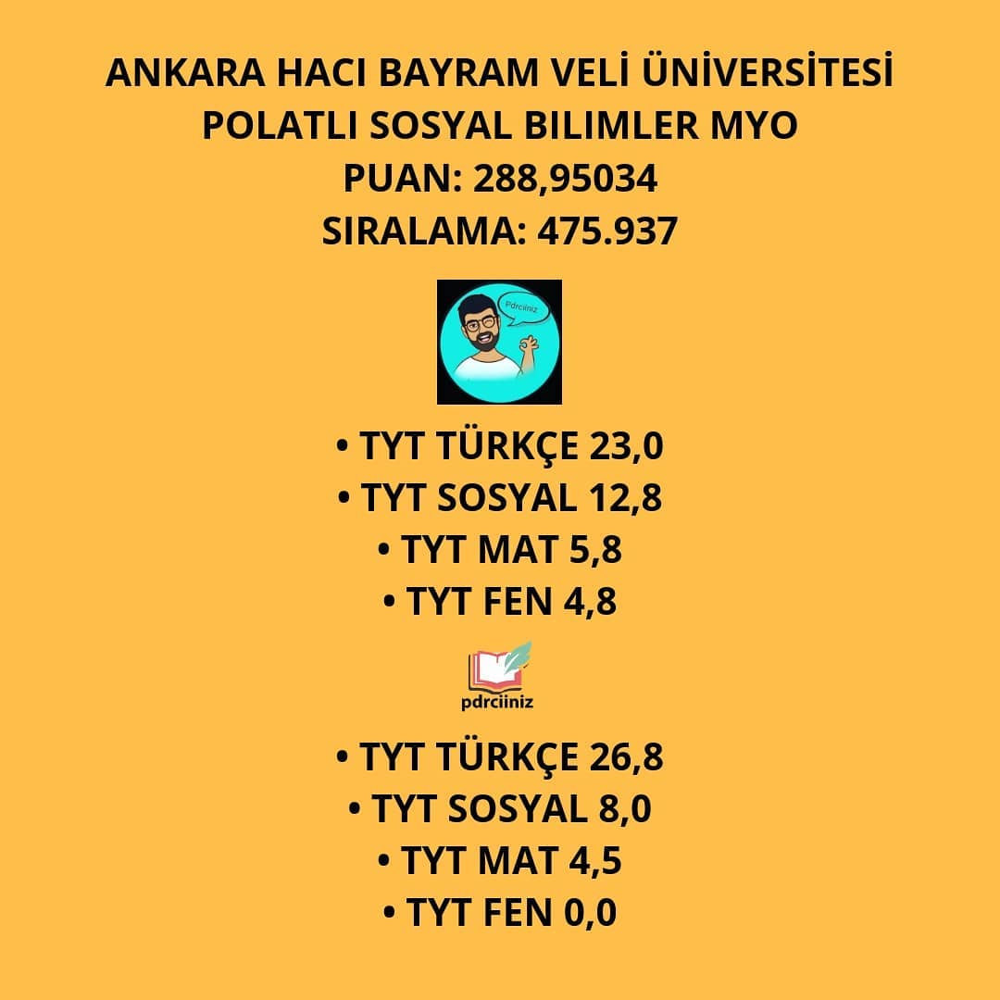 ANKARA HACI BAYRAM VELİ ÜNİVERSİTESİ
POLATLI SOSYAL BILIMLER MYO
PUAN: 288,95034
SIRALAMA: 475.937
Pdrciiniz
• TYT TÜRKÇE 23,0
• TYT SOSYAL 12,8
• TYT MAT 5,8
• TYT FEN 4,8
pdrciiniz
• TYT TÜRKÇE 26,8
• TYT SOSYAL 8,0
• TYT MAT 4,5
• TYT FEN 0,0